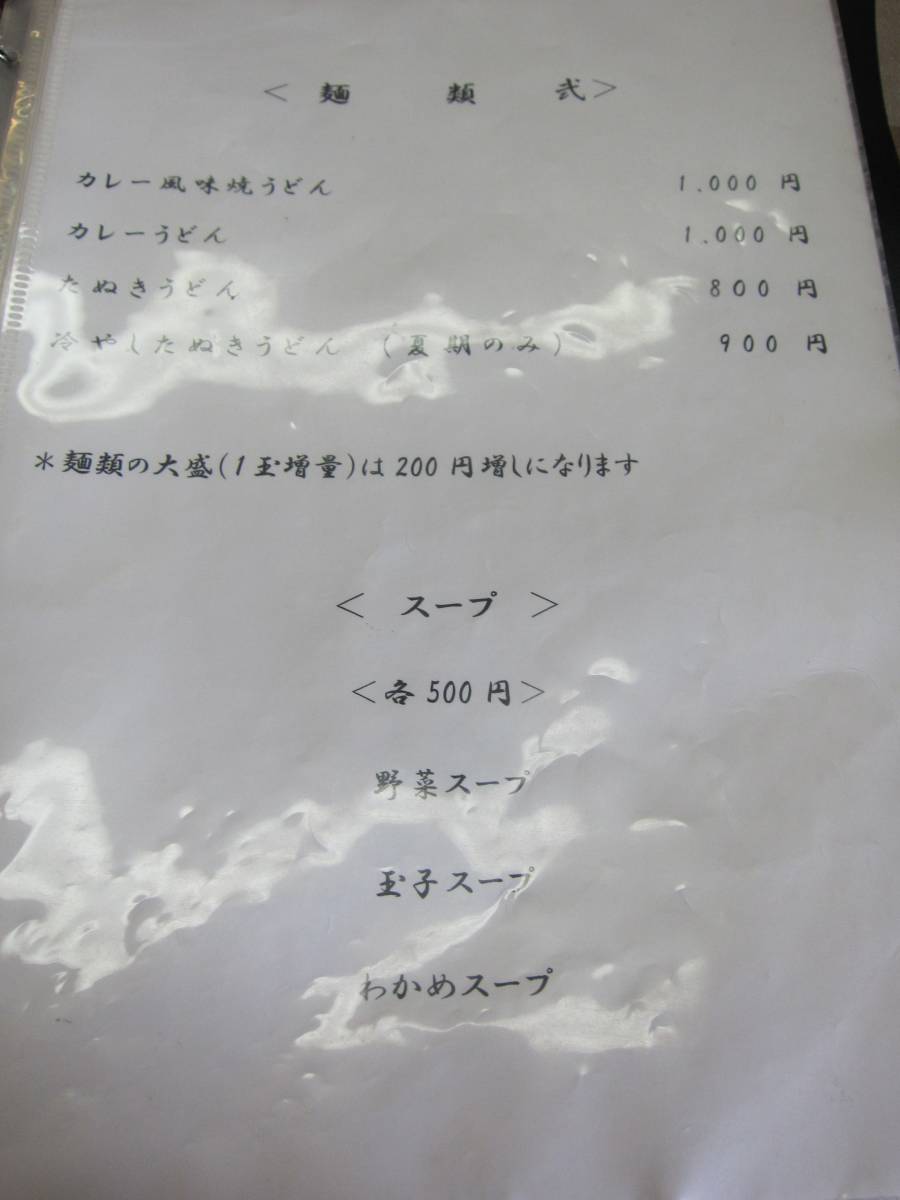 ＜ 麺 類 弐＞
カレー風味焼うどん 1.000 円
カレーうどん 1.000 円
たぬきうどん 800 円
冷やしたぬきうどん （夏期のみ） 900 円
＊麺類の大盛(1玉増量)は200円増しになります
＜ スープ ＞
＜各500円＞
野菜スープ
玉子スープ
わかめスープ